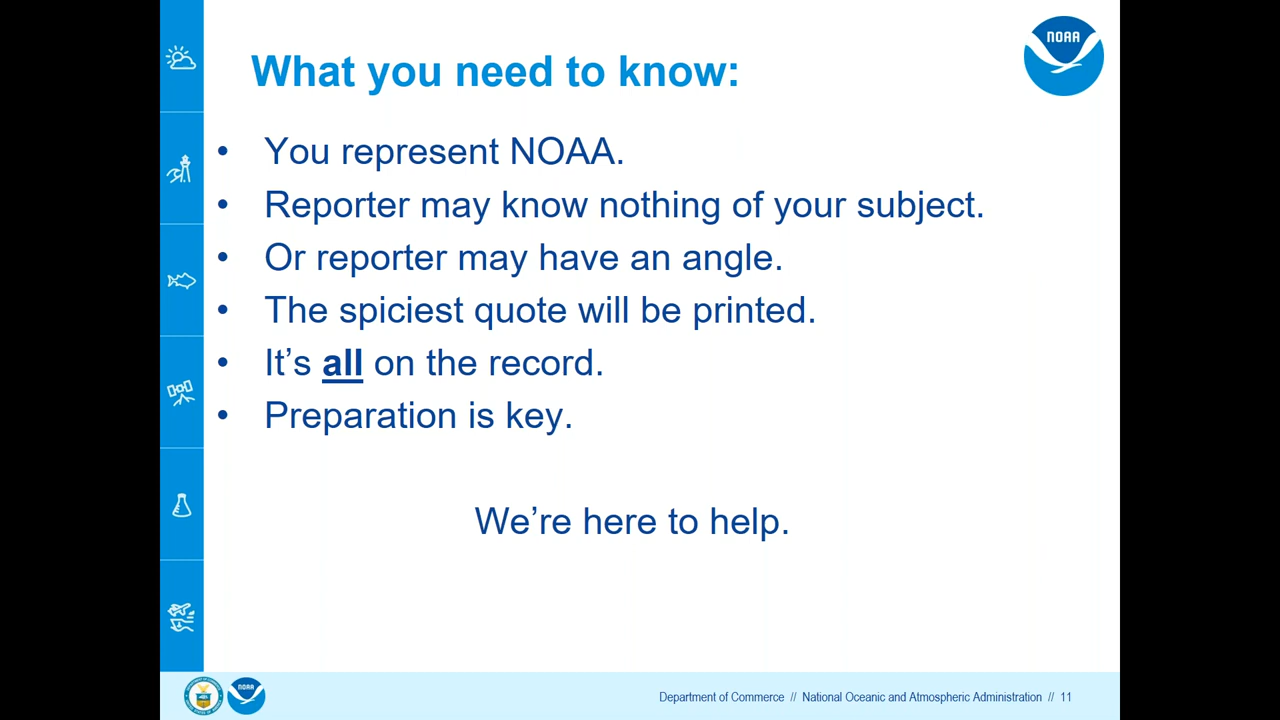 What you need to know:
NOAA
• You represent NOAA.
• Reporter may know nothing of your subject.
• Or reporter may have an angle.
• The spiciest quote will be printed.
• It’s all on the record.
• Preparation is key.
We’re here to help.
NOAA
Department of Commerce // National Oceanic and Atmospheric Administration // 11